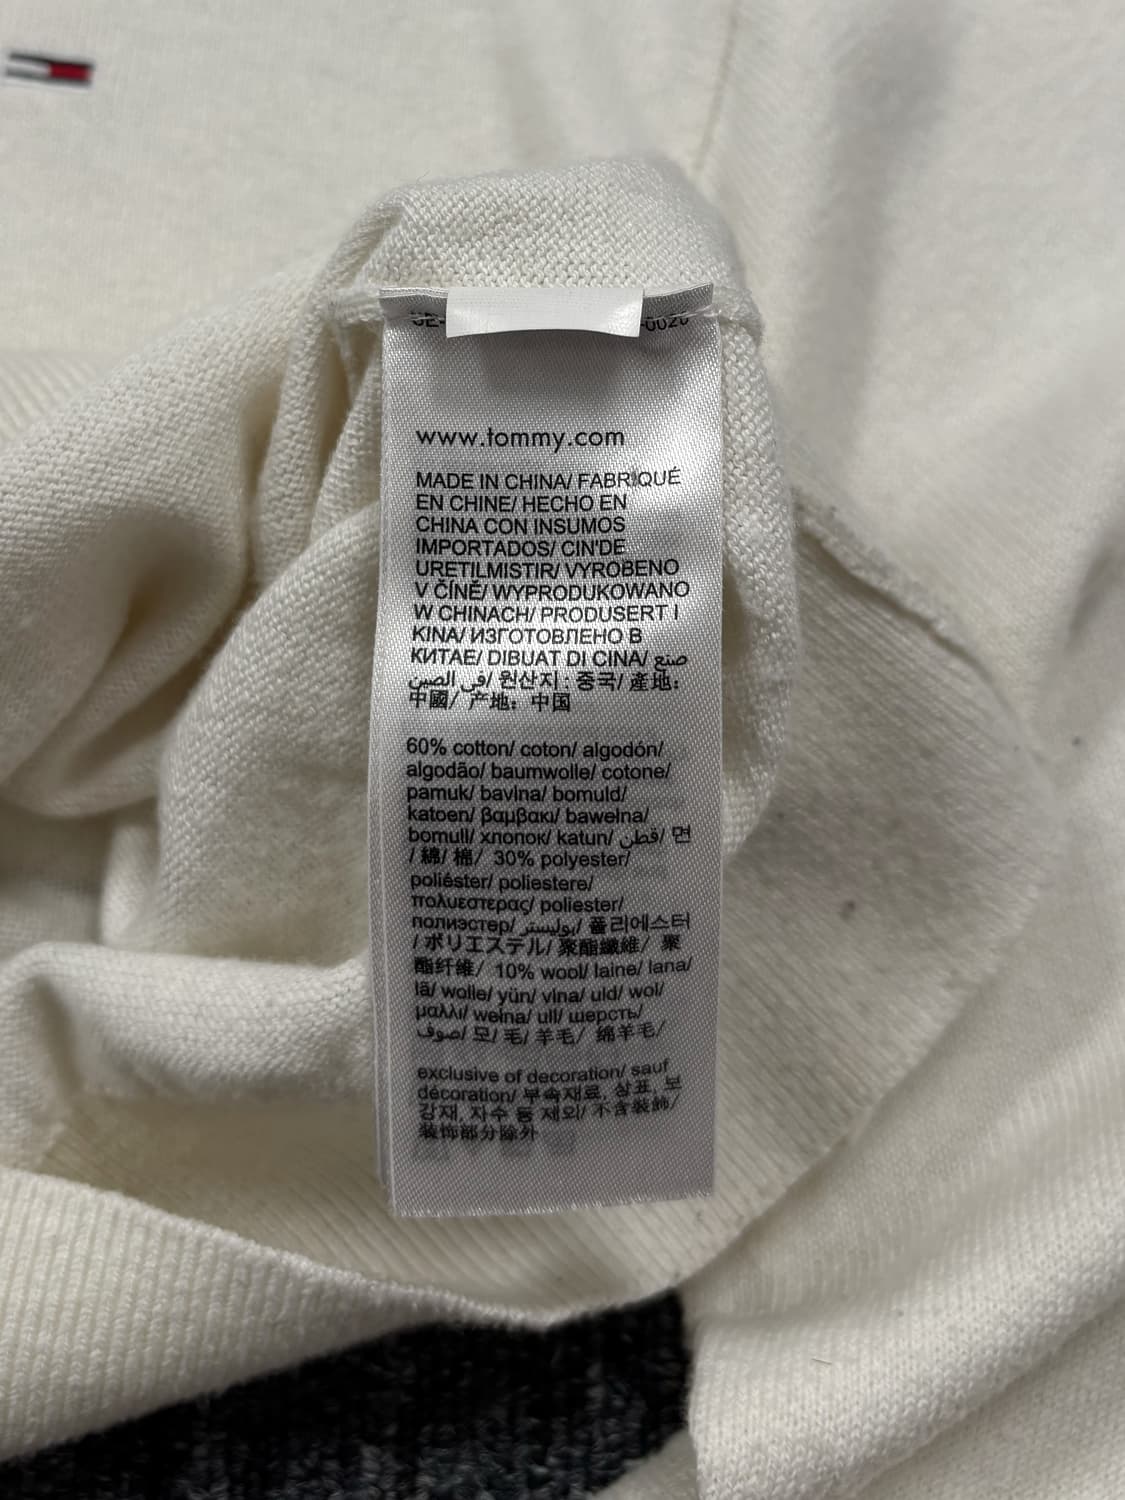 -0020
www.tommy.com
MADE IN CHINA/ FABRIQUÉ
EN CHINE/ HECHO EN
CHINA CON INSUMOS
IMPORTADOS/ CIN'DE
URETILMISTIR/ VYROBENO
V ČÍNĚ/ WYPRODUKOWANO
W CHINACH/ PRODUSERT I
KINA/ ИЗГОТОВЛЕНО В
КИТАЕ/ DIBUAT DI CINA/ صنع
في الصين/ 원산지 : 중국/ 產地：
中國/ 产地：中国
60% cotton/ coton/ algodón/
algodão/ baumwolle/ cotone/
pamuk/ bavlna/ bomuld/
katoen/ βαμβακι/ bawełna/
bomull/ хлопок/ katun/ قطن/ 면
/ 綿/ 棉/ 30% polyester/
poliéster/ poliestere/
πολυεστερας/ poliester/
полиэстер/ بوليستر/ 폴리에스터
/ ポリエステル/ 聚酯纖維/ 聚
酯纤维/ 10% wool/ laine/ lana/
lã/ wolle/ yün/ vlna/ uld/ wol/
μαλλι/ wełna/ ull/ шерсть/
صوف/ 모/ 毛/ 羊毛/ 绵羊毛/
exclusive of decoration/ sauf
décoration/ 부속재료, 상표, 보
강재, 자수 등 제외/ 不含裝飾/
装饰部分除外